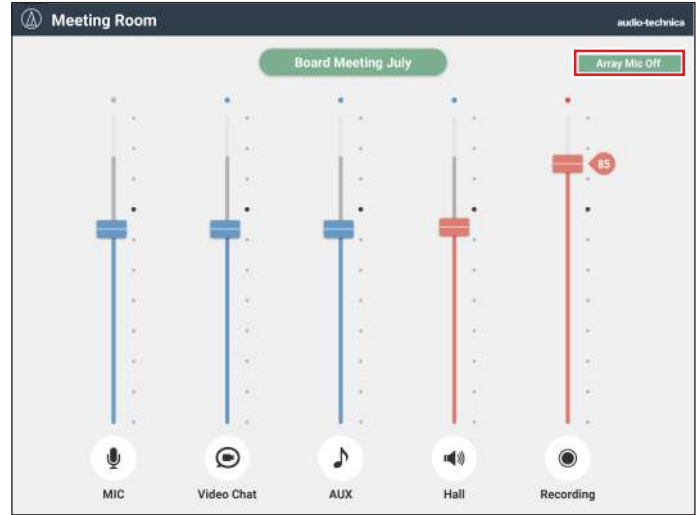 Meeting Room
audio-technica
Board Meeting July
Array Mic Off
85
MIC
Video Chat
AUX
Hall
Recording